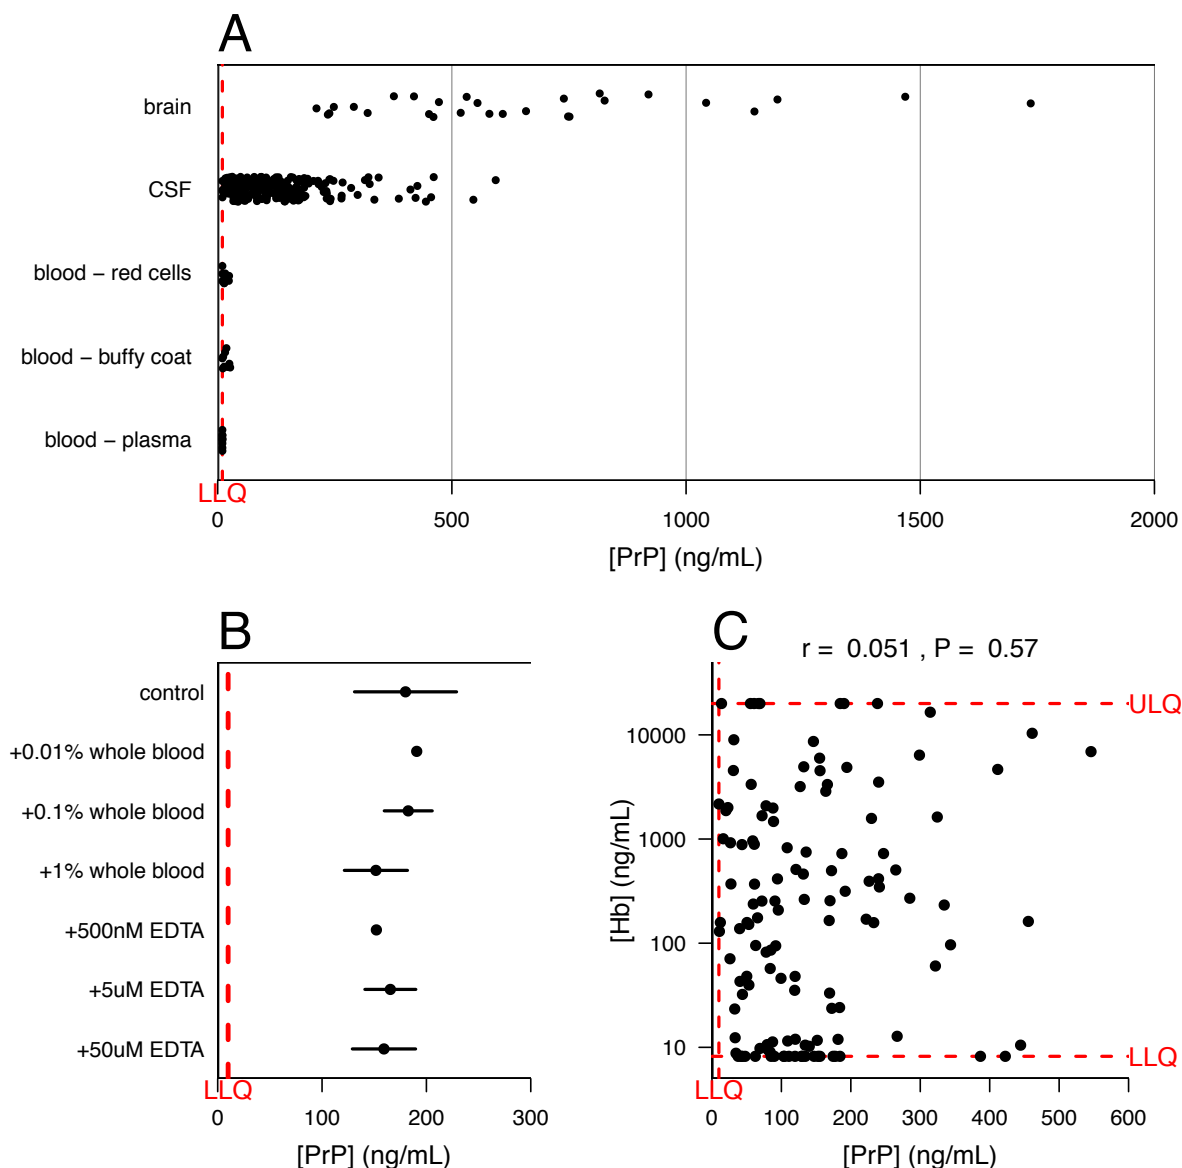 A
brain
CSF
blood – red cells
blood – buffy coat
blood – plasma
LLQ
0 500 1000 1500 2000
[PrP] (ng/mL)
B
control
+0.01% whole blood
+0.1% whole blood
+1% whole blood
+500nM EDTA
+5uM EDTA
+50uM EDTA
LLQ
0 100 200 300
[PrP] (ng/mL)
C
r = 0.051 , P = 0.57
ULQ
10000
1000
100
10
[Hb] (ng/mL)
LLQ
LLQ
0 100 200 300 400 500 600
[PrP] (ng/mL)